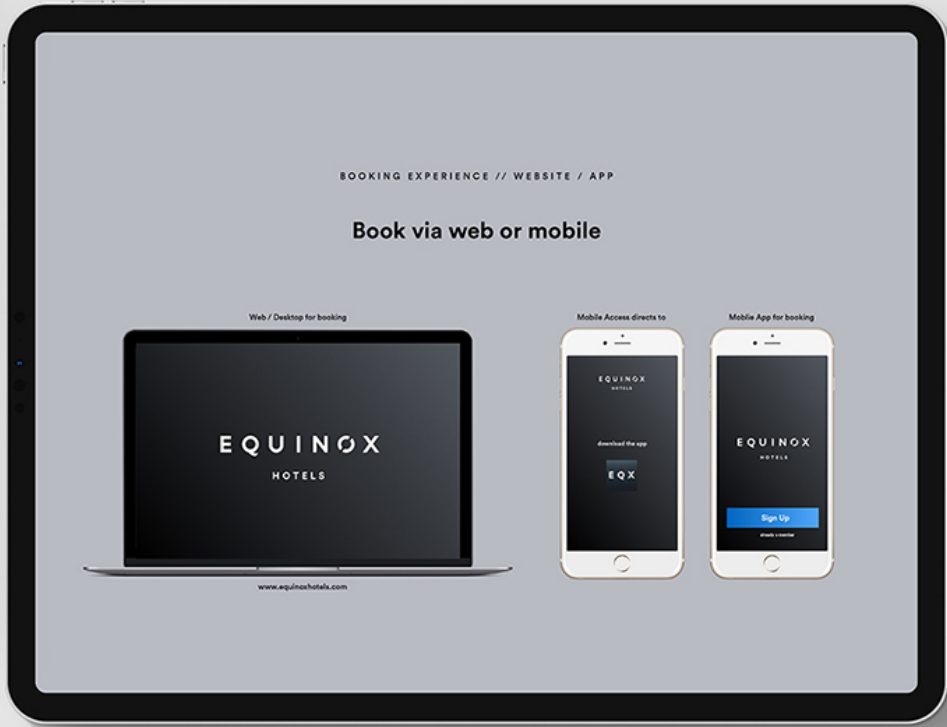 BOOKING EXPERIENCE // WEBSITE / APP
Book via web or mobile
Web / Desktop for booking
EQUINOX
HOTELS
www.equinoxhotels.com
Mobile Access directs to
EQUINOX
HOTELS
download the app
EQX
Moblie App for booking
EQUINOX
HOTELS
Sign Up
already a member